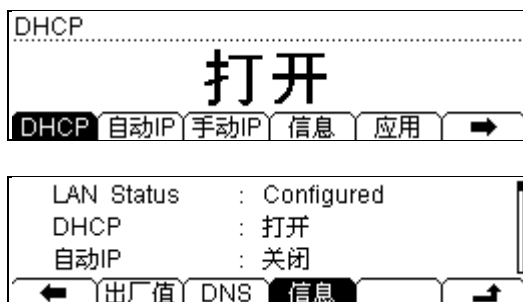 DHCP
打开
DHCP 自动IP 手动IP 信息 应用
LAN Status : Configured
DHCP : 打开
自动IP : 关闭
出厂值 DNS 信息